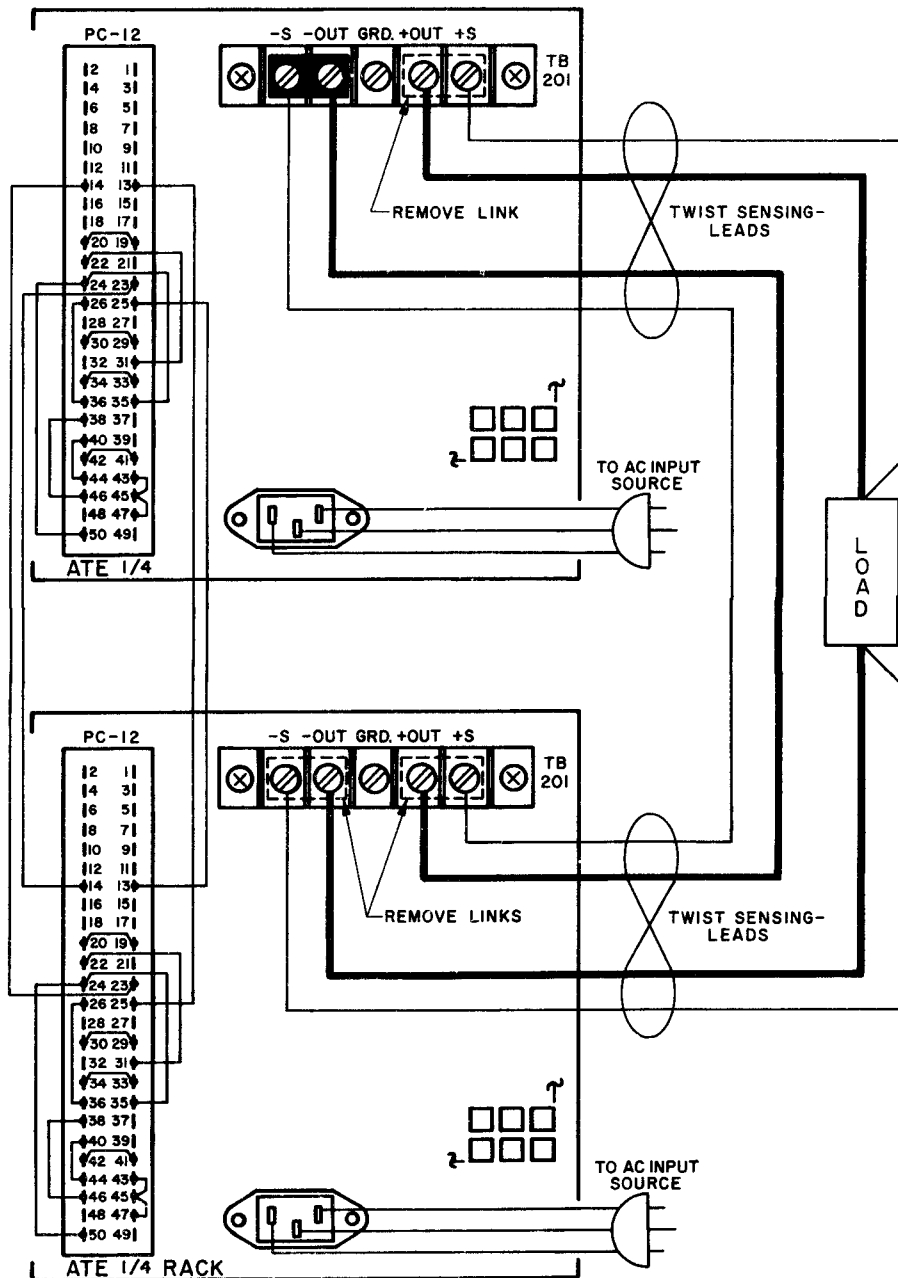 PC-12
-S -OUT GRD. +OUT +S
TB
201
2 1
4 3
6 5
8 7
10 9
12 11
14 13
16 15
18 17
20 19
22 21
24 23
26 25
28 27
30 29
32 31
34 33
36 35
38 37
40 39
42 41
44 43
46 45
48 47
50 49
REMOVE LINK
TWIST SENSING-
LEADS
TO AC INPUT
SOURCE
ATE 1/4
LOAD
PC-12
-S -OUT GRD. +OUT +S
TB
201
2 1
4 3
6 5
8 7
10 9
12 11
14 13
16 15
18 17
20 19
22 21
24 23
26 25
28 27
30 29
32 31
34 33
36 35
38 37
40 39
42 41
44 43
46 45
48 47
50 49
REMOVE LINKS
TWIST SENSING-
LEADS
TO AC INPUT
SOURCE
ATE 1/4 RACK